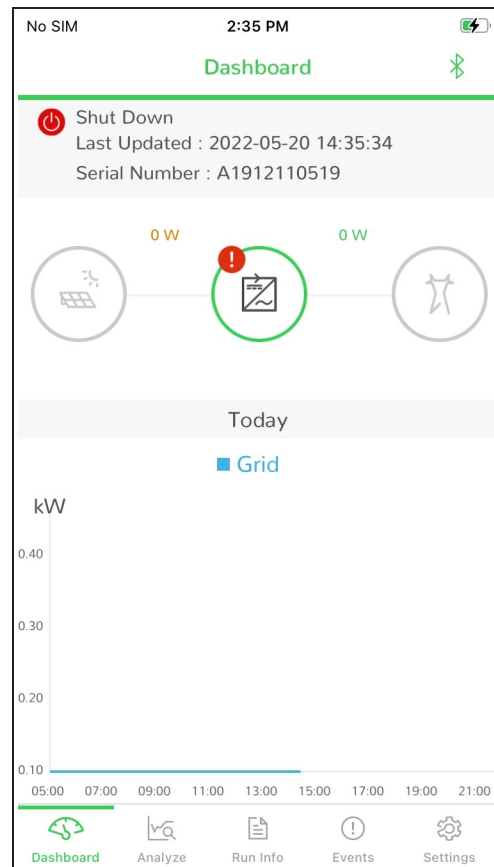 No SIM 2:35 PM
Dashboard
Shut Down
Last Updated : 2022-05-20 14:35:34
Serial Number : A1912110519
0 W 0 W
!
Today
Grid
kW
0.40
0.30
0.20
0.10
05:00 07:00 09:00 11:00 13:00 15:00 17:00 19:00 21:00
Dashboard Analyze Run Info Events Settings